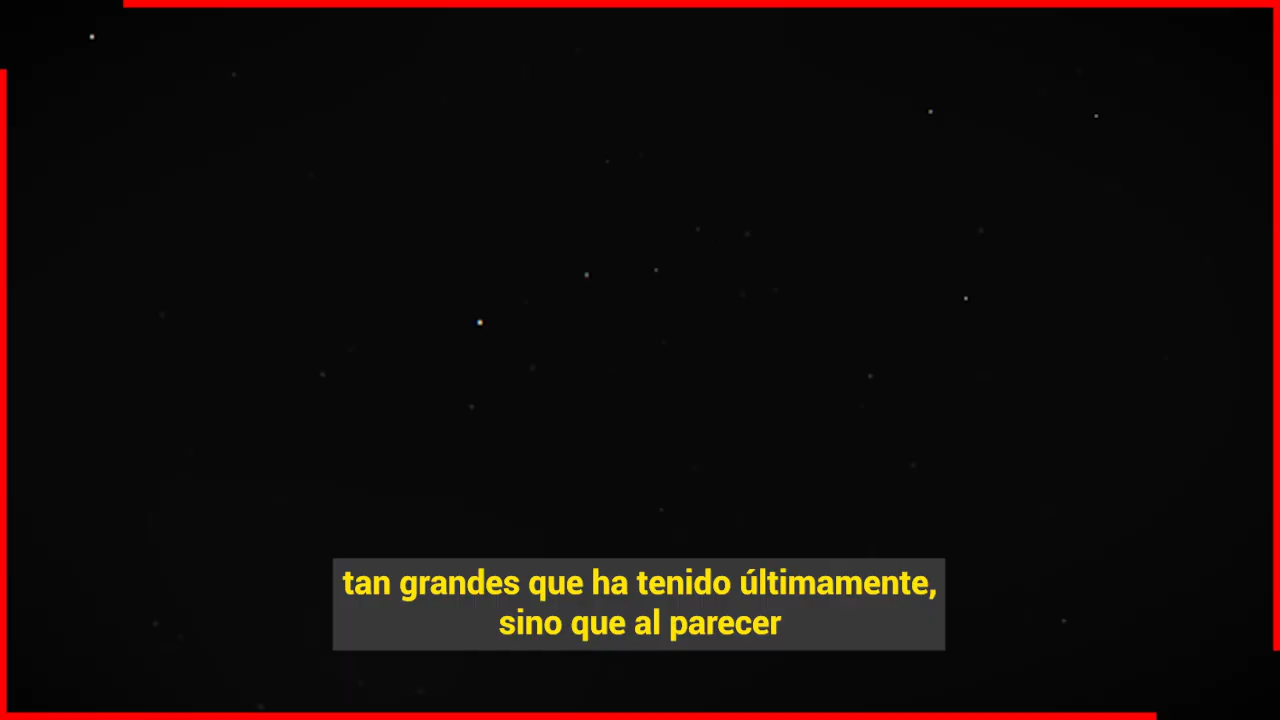 tan grandes que ha tenido últimamente,
sino que al parecer